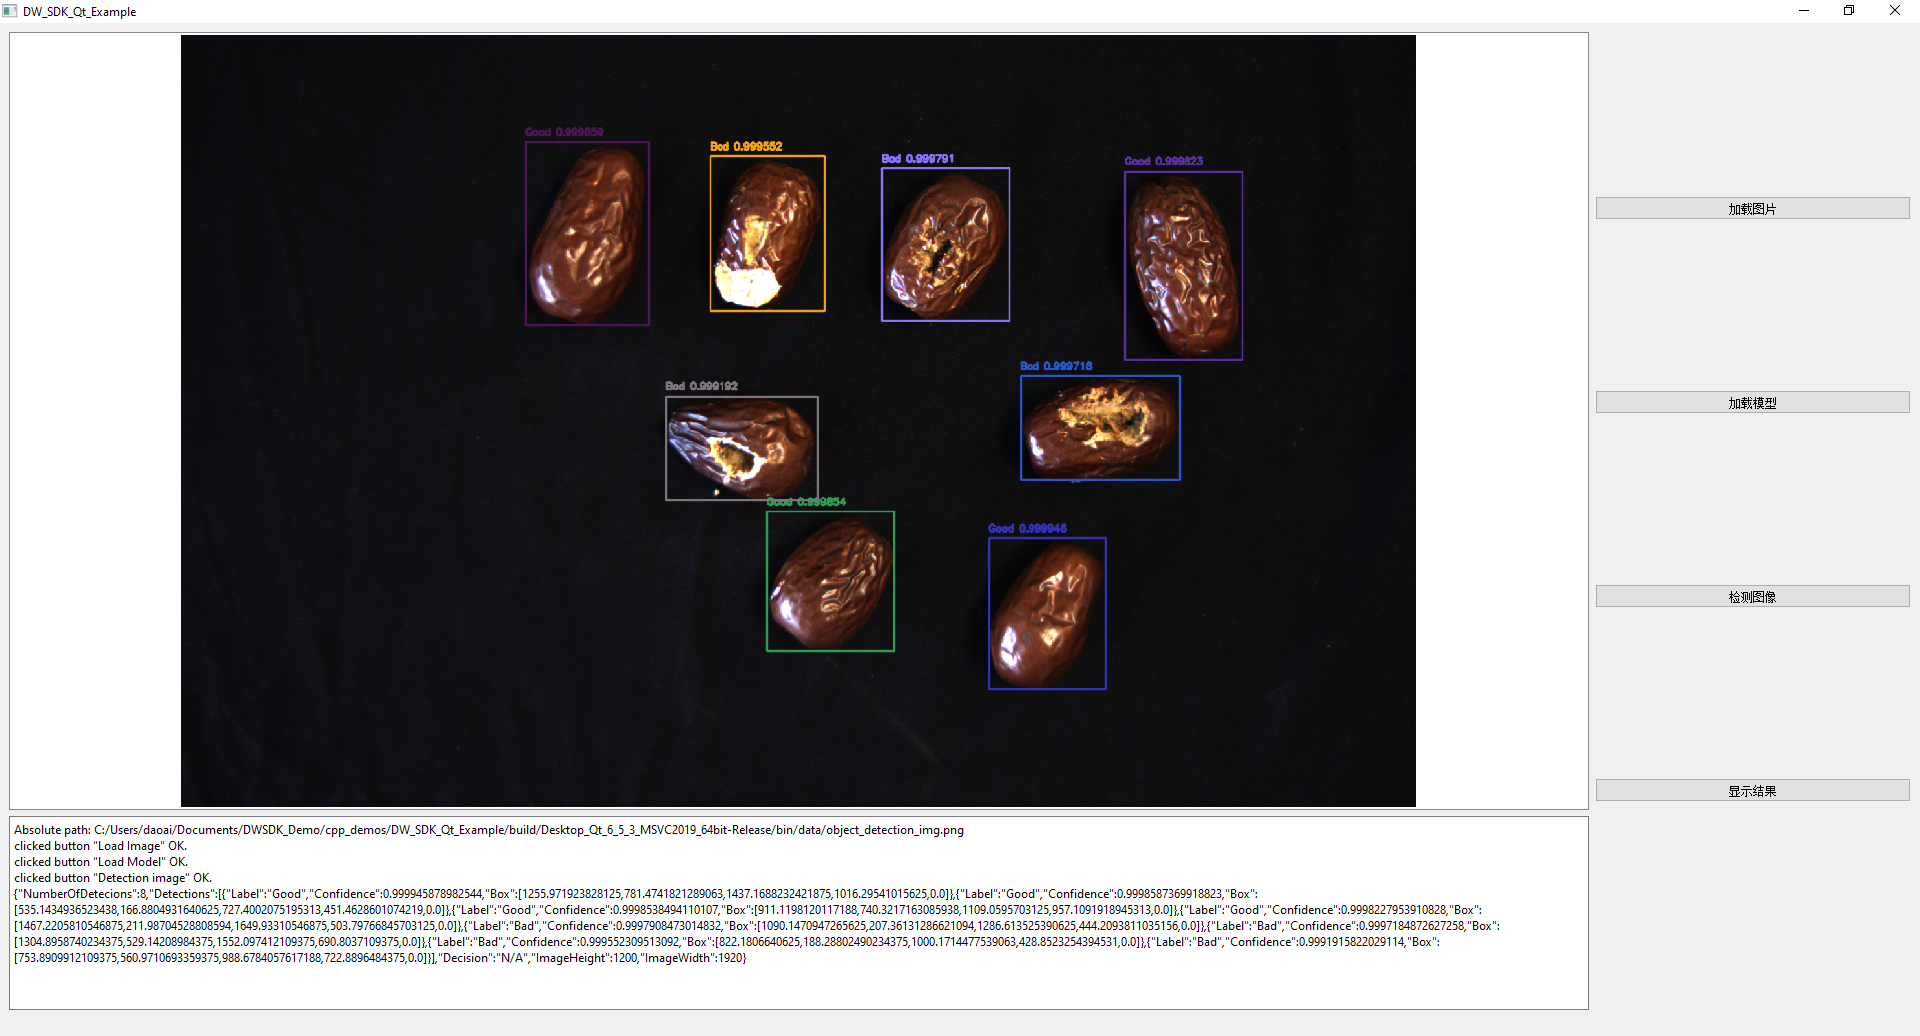 DW_SDK_Qt_Example
Good 0.999859
Bad 0.999552
Bad 0.999791
Good 0.999823
加载图片
Bad 0.999718
Bad 0.999192
加载模型
Good 0.999854
Good 0.999946
检测图像
显示结果
Absolute path: C:/Users/daoai/Documents/DWSDK_Demo/cpp_demos/DW_SDK_Qt_Example/build/Desktop_Qt_6_5_3_MSVC2019_64bit-Release/bin/data/object_detection_img.png
clicked button "Load Image" OK.
clicked button "Load Model" OK.
clicked button "Detection image" OK.
{"NumberOfDetecions":8,"Detections":[{"Label":"Good","Confidence":0.999945878982544,"Box":[1255.971923828125,781.4741821289063,1437.1688232421875,1016.29541015625,0.0]},{"Label":"Good","Confidence":0.9998587369918823,"Box":
[535.1434936523438,166.8804931640625,727.4002075195313,451.4628601074219,0.0]},{"Label":"Good","Confidence":0.9998538494110107,"Box":[911.1198120117188,740.3217163085938,1109.0595703125,957.1091918945313,0.0]},{"Label":"Good","Confidence":0.9998227953910828,"Box":
[1467.2205810546875,211.98704528808594,1649.93310546875,503.79766845703125,0.0]},{"Label":"Bad","Confidence":0.9997908473014832,"Box":[1090.1470947265625,207.36131286621094,1286.613525390625,444.2093811035156,0.0]},{"Label":"Bad","Confidence":0.9997184872627258,"Box":
[1304.8958740234375,529.14208984375,1552.097412109375,690.8037109375,0.0]},{"Label":"Bad","Confidence":0.999552309513092,"Box":[822.1806640625,188.28802490234375,1000.1714477539063,428.8523254394531,0.0]},{"Label":"Bad","Confidence":0.9991915822029114,"Box":
[753.8909912109375,560.9710693359375,988.6784057617188,722.8896484375,0.0]}],"Decision":"N/A","ImageHeight":1200,"ImageWidth":1920}